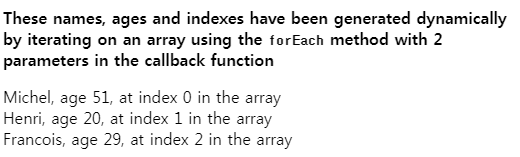 These names, ages and indexes have been generated dynamically
by iterating on an array using the forEach method with 2
parameters in the callback function
Michel, age 51, at index 0 in the array
Henri, age 20, at index 1 in the array
Francois, age 29, at index 2 in the array